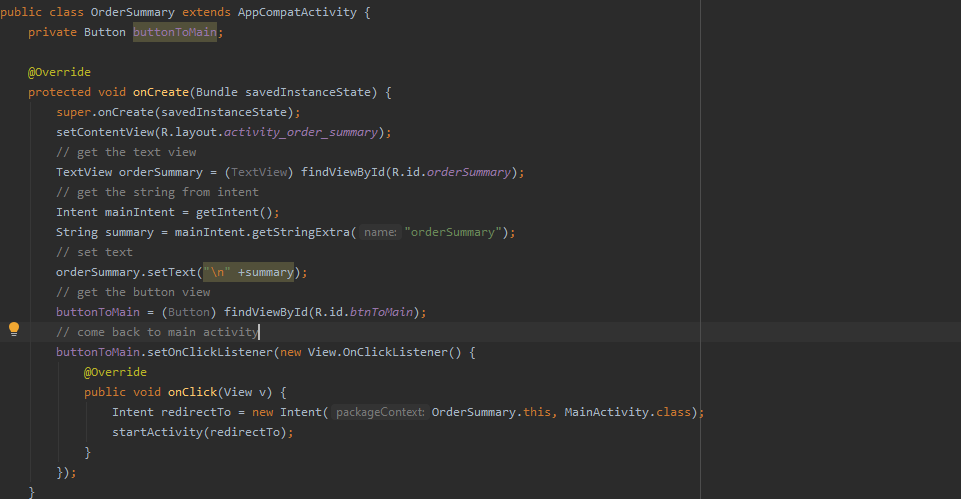 public class OrderSummary extends AppCompatActivity {
private Button buttonToMain;
@Override
protected void onCreate(Bundle savedInstanceState) {
super.onCreate(savedInstanceState);
setContentView(R.layout.activity_order_summary);
// get the text view
TextView orderSummary = (TextView) findViewById(R.id.orderSummary);
// get the string from intent
Intent mainIntent = getIntent();
String summary = mainIntent.getStringExtra( name: "orderSummary");
// set text
orderSummary.setText("\n" +summary);
// get the button view
buttonToMain = (Button) findViewById(R.id.btnToMain);
// come back to main activity
buttonToMain.setOnClickListener(new View.OnClickListener() {
@Override
public void onClick(View v) {
Intent redirectTo = new Intent( packageContext: OrderSummary.this, MainActivity.class);
startActivity(redirectTo);
}
});
}